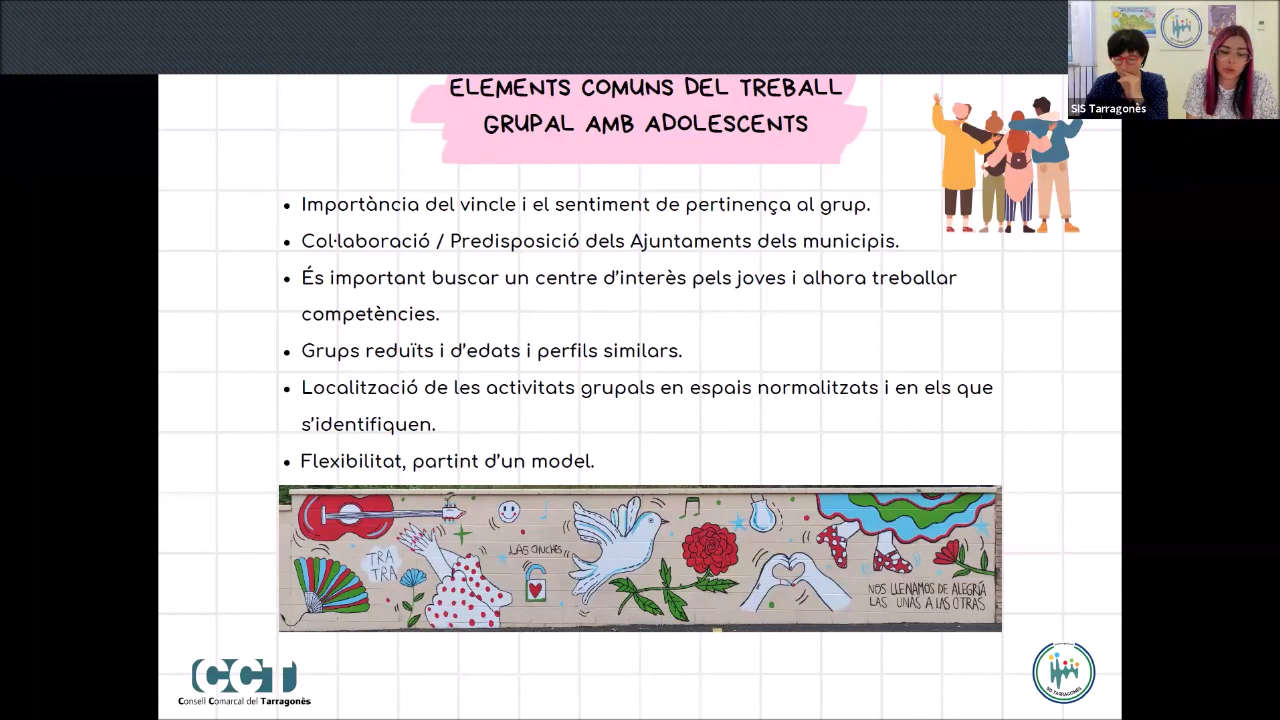 ELEMENTS COMUNS DEL TREBALL
GRUPAL AMB ADOLESCENTS
SIS Tarragonès
• Importància del vincle i el sentiment de pertinença al grup.
• Col·laboració / Predisposició dels Ajuntaments dels municipis.
• És important buscar un centre d'interès pels joves i alhora treballar
competències.
• Grups reduïts i d'edats i perfils similars.
• Localització de les activitats grupals en espais normalitzats i en els que
s'identifiquen.
• Flexibilitat, partint d'un model.
TRA
TRA
LAS CHUCHES
NOS LLENAMOS DE ALEGRÍA
LAS UNAS A LAS OTRAS
CCT
Consell Comarcal del Tarragonès
SIS TARRAGONÈS